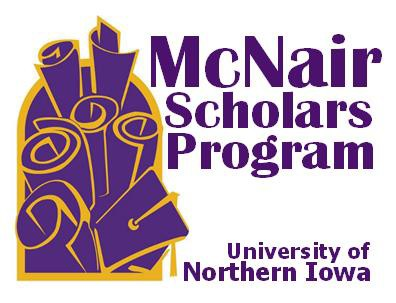 McNair
Scholars
Program
University of
Northern Iowa